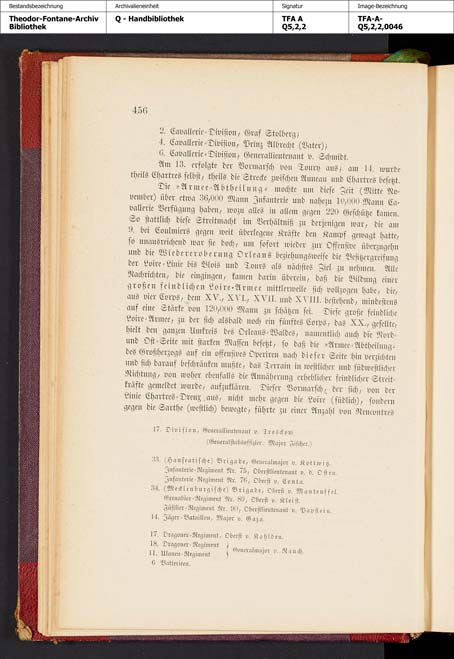 Bestandsbezeichnung
Archivalieneinheit
Signatur
Image-Bezeichnung
Theodor-Fontane-Archiv
Bibliothek
Q - Handbibliothek
TFA A
Q5,2,2
TFA-A-
Q5,2,2,0046
456
2. Cavallerie-Division, Graf Stolberg;
4. Cavallerie-Division, Prinz Albrecht (Vater);
6. Cavallerie-Division, Generallieutenant v. Schmidt.
Am 13. erfolgte der Vormarsch von Toury aus; am 14. wurde
theils Chartres selbst, theils die Strecke zwischen Auneau und Chartres besetzt.
Die »Armee-Abtheilung« mochte um diese Zeit (Mitte No-
vember) über etwa 36,000 Mann Infanterie und nahezu 10,000 Mann Ca-
vallerie Verfügung haben, wozu alles in allem gegen 220 Geschütze kamen.
So stattlich diese Streitmacht im Verhältniß zu derjenigen war, die am
9. bei Coulmiers gegen weit überlegene Kräfte den Kampf gewagt hatte,
so unausreichend war sie doch, um sofort wieder zur Offensive überzugehn
und die Wiedereroberung Orleans beziehungsweise die Besitzergreifung
der Loire-Linie bis Blois und Tours als nächstes Ziel zu nehmen. Alle
Nachrichten, die eingingen, kamen darin überein, daß die Bildung einer
großen feindlichen Loire-Armee mittlerweile sich vollzogen habe, die,
aus vier Corps, dem XV., XVI., XVII. und XVIII. bestehend, mindestens
auf eine Stärke von 120,000 Mann zu schätzen sei. Diese große feindliche
Loire-Armee, zu der sich alsbald noch ein fünftes Corps, das XX., gesellte,
hielt den ganzen Umkreis des Orleans-Waldes, namentlich auch die Nord-
und Ost-Seite mit starken Massen besetzt, so daß die »Armee-Abtheilung«
des Großherzogs auf ein offensives Operiren nach dieser Seite hin verzichten
und sich darauf beschränken mußte, das Terrain in westlicher und südwestlicher
Richtung, von woher ebenfalls die Annäherung erheblicher feindlicher Streit-
kräfte gemeldet wurde, aufzuklären. Dieser Vormarsch, der sich, von der
Linie Chartres-Dreux aus, nicht mehr gegen die Loire (südlich), sondern
gegen die Sarthe (westlich) bewegte, führte zu einer Anzahl von Rencontres
17. Division, Generallieutenant v. Tresckow.
(Generalstabsoffizier: Major Fischer.)
33. (Hanseatische) Brigade, Generalmajor v. Kottwitz.
Infanterie-Regiment Nr. 75, Oberstlieutenant v. d. Osten.
Infanterie-Regiment Nr. 76, Oberst v. Conta.
34. (Mecklenburgische) Brigade, Oberst v. Manteuffel.
Grenadier-Regiment Nr. 89, Oberst v. Kleist.
Füsilier-Regiment Nr. 90, Oberstlieutenant v. Papstein.
14. Jäger-Bataillon, Major v. Gaza.
17. Dragoner-Regiment, Oberst v. Kahlden.
18. Dragoner-Regiment
11. Ulanen-Regiment
Generalmajor v. Rauch.
6 Batterieen.